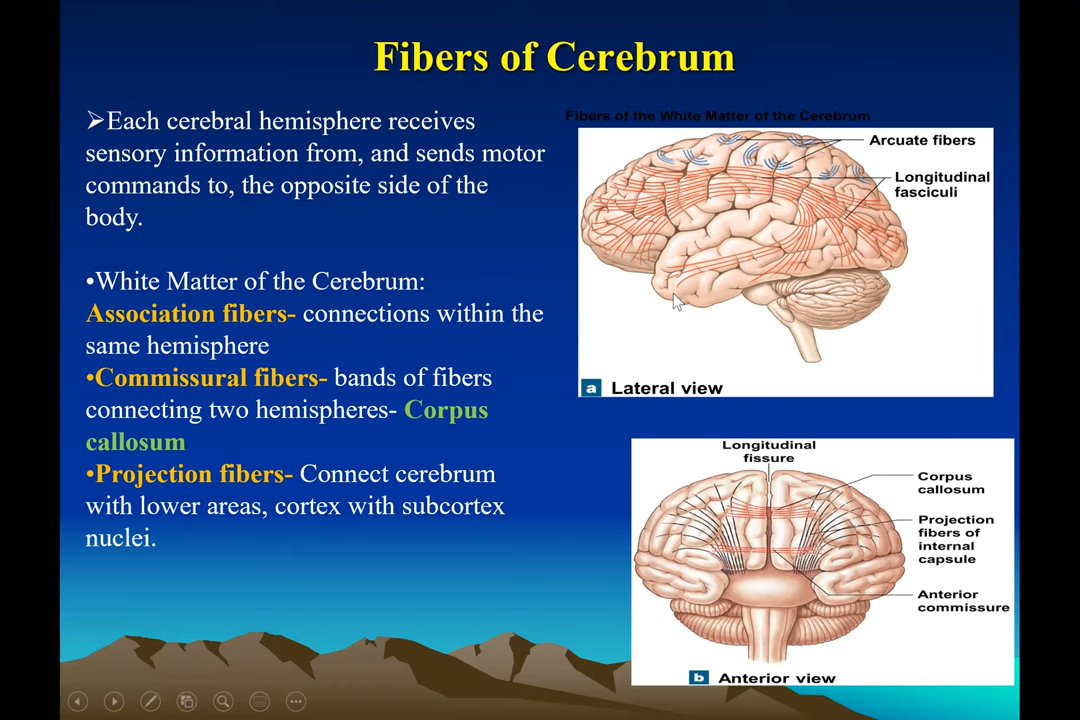 Fibers of Cerebrum
➢Each cerebral hemisphere receives
sensory information from, and sends motor
commands to, the opposite side of the
body.
•White Matter of the Cerebrum:
Association fibers- connections within the
same hemisphere
•Commissural fibers- bands of fibers
connecting two hemispheres- Corpus
callosum
•Projection fibers- Connect cerebrum
with lower areas, cortex with subcortex
nuclei.
Fibers of the White Matter of the Cerebrum
Arcuate fibers
Longitudinal
fasciculi
a Lateral view
Longitudinal
fissure
Corpus
callosum
Projection
fibers of
internal
capsule
Anterior
commissure
b Anterior view